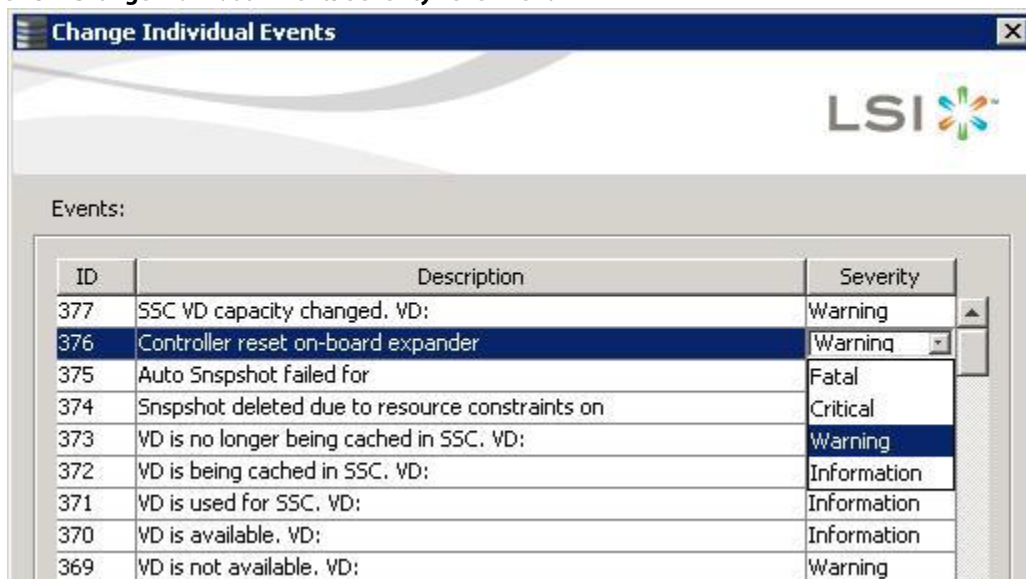 Change Individual Events
LSI
Events:
ID Description Severity
377 SSC VD capacity changed. VD: Warning
376 Controller reset on-board expander Warning
375 Auto Snspshot failed for Fatal
374 Snspshot deleted due to resource constraints on Critical
373 VD is no longer being cached in SSC. VD: Warning
372 VD is being cached in SSC. VD: Information
371 VD is used for SSC. VD: Information
370 VD is available. VD: Information
369 VD is not available. VD: Warning